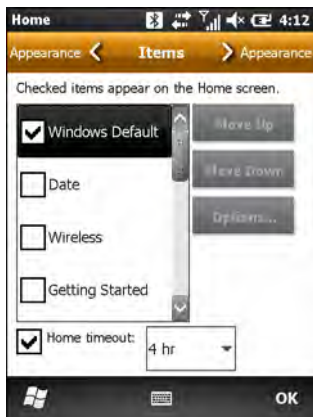 Home 4:12
Appearance Items Appearance
Checked items appear on the Home screen.
Windows Default
Move Up
Date
Move Down
Wireless
Options...
Getting Started
Home timeout: 4 hr
OK